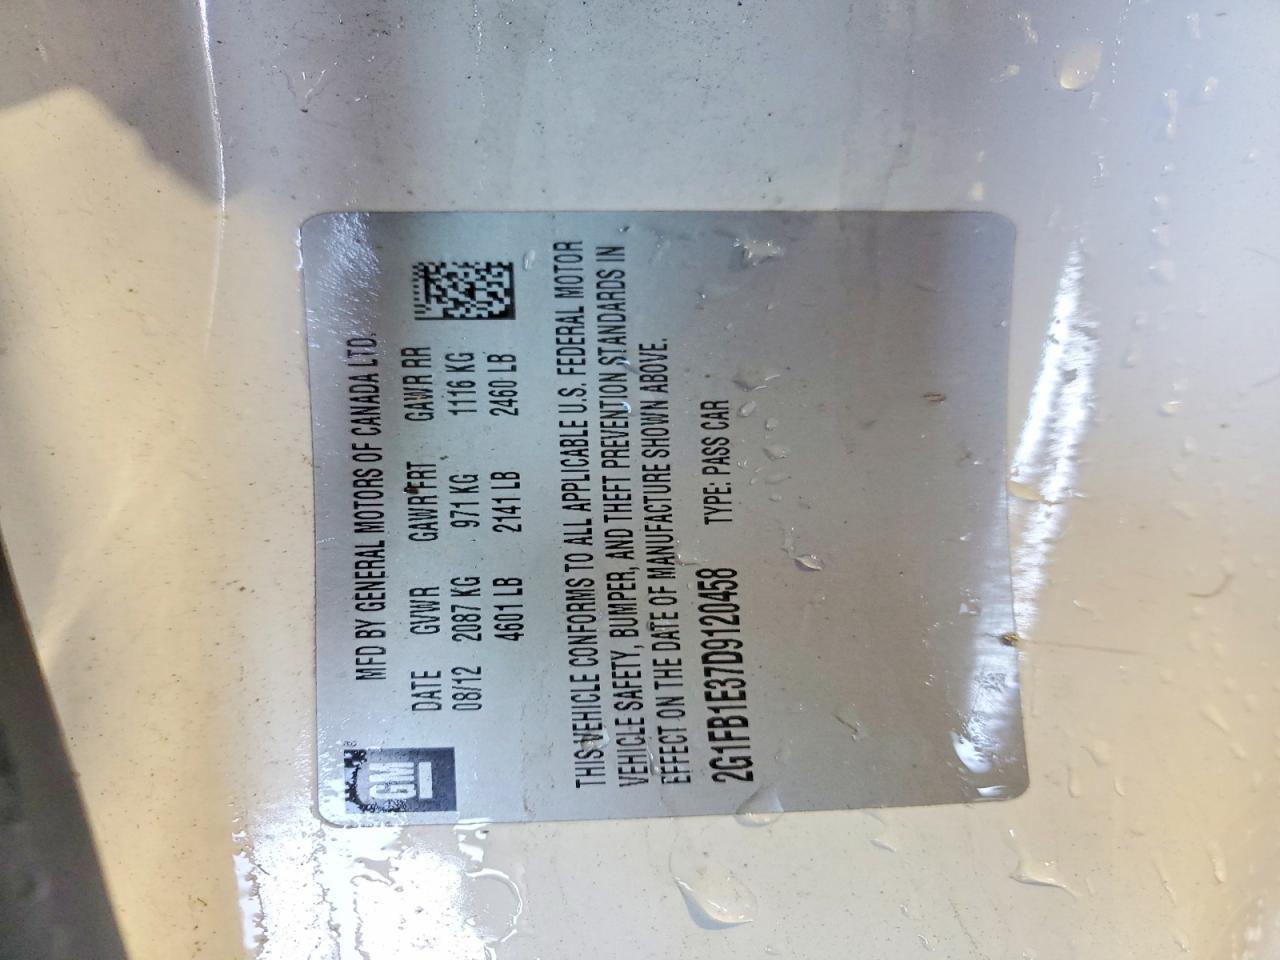 GM
MFD BY GENERAL MOTORS OF CANADA LTD.
DATE GVWR GAWR FRT GAWR RR
08/12 2087 KG 971 KG 1116 KG
4601 LB 2141 LB 2460 LB
THIS VEHICLE CONFORMS TO ALL APPLICABLE U.S. FEDERAL MOTOR
VEHICLE SAFETY, BUMPER, AND THEFT PREVENTION STANDARDS IN
EFFECT ON THE DATE OF MANUFACTURE SHOWN ABOVE.
2G1FB1E37D9120458 TYPE: PASS CAR